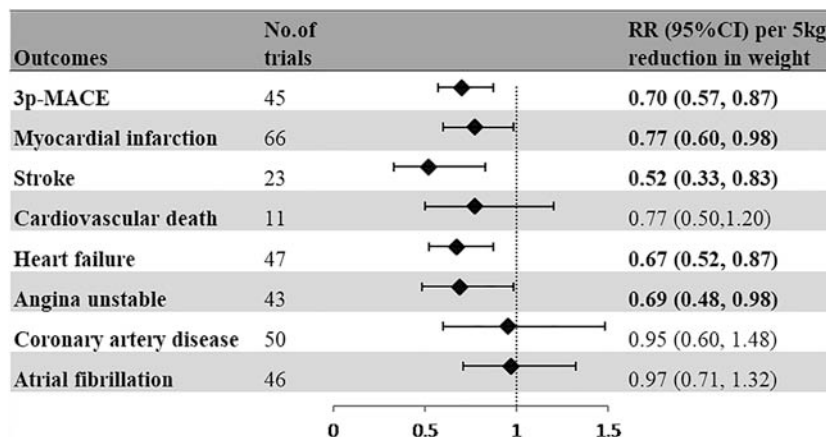 Outcomes No.of trials RR (95%CI) per 5kg reduction in weight
3p-MACE 45 0.70 (0.57, 0.87)
Myocardial infarction 66 0.77 (0.60, 0.98)
Stroke 23 0.52 (0.33, 0.83)
Cardiovascular death 11 0.77 (0.50,1.20)
Heart failure 47 0.67 (0.52, 0.87)
Angina unstable 43 0.69 (0.48, 0.98)
Coronary artery disease 50 0.95 (0.60, 1.48)
Atrial fibrillation 46 0.97 (0.71, 1.32)
0 0.5 1 1.5